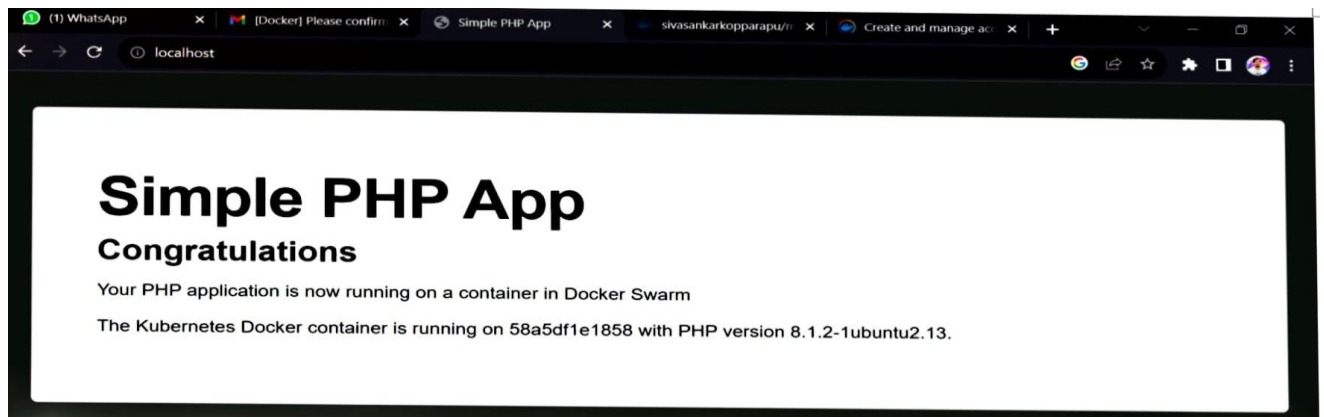 (1) WhatsApp
[Docker] Please confirm
Simple PHP App
sivasankarkopparapu/
Create and manage acc
localhost
Simple PHP App
Congratulations
Your PHP application is now running on a container in Docker Swarm
The Kubernetes Docker container is running on 58a5df1e1858 with PHP version 8.1.2-1ubuntu2.13.